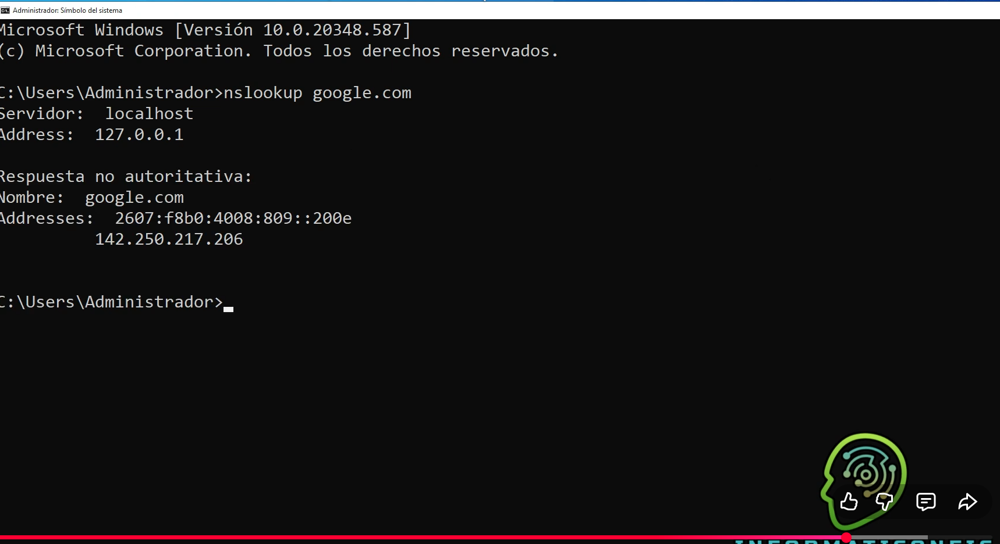 Administrador: Símbolo del sistema
Microsoft Windows [Versión 10.0.20348.587]
(c) Microsoft Corporation. Todos los derechos reservados.
C:\Users\Administrador>nslookup google.com
Servidor:  localhost
Address:  127.0.0.1
Respuesta no autoritativa:
Nombre:  google.com
Addresses:  2607:f8b0:4008:809::200e
142.250.217.206
C:\Users\Administrador>